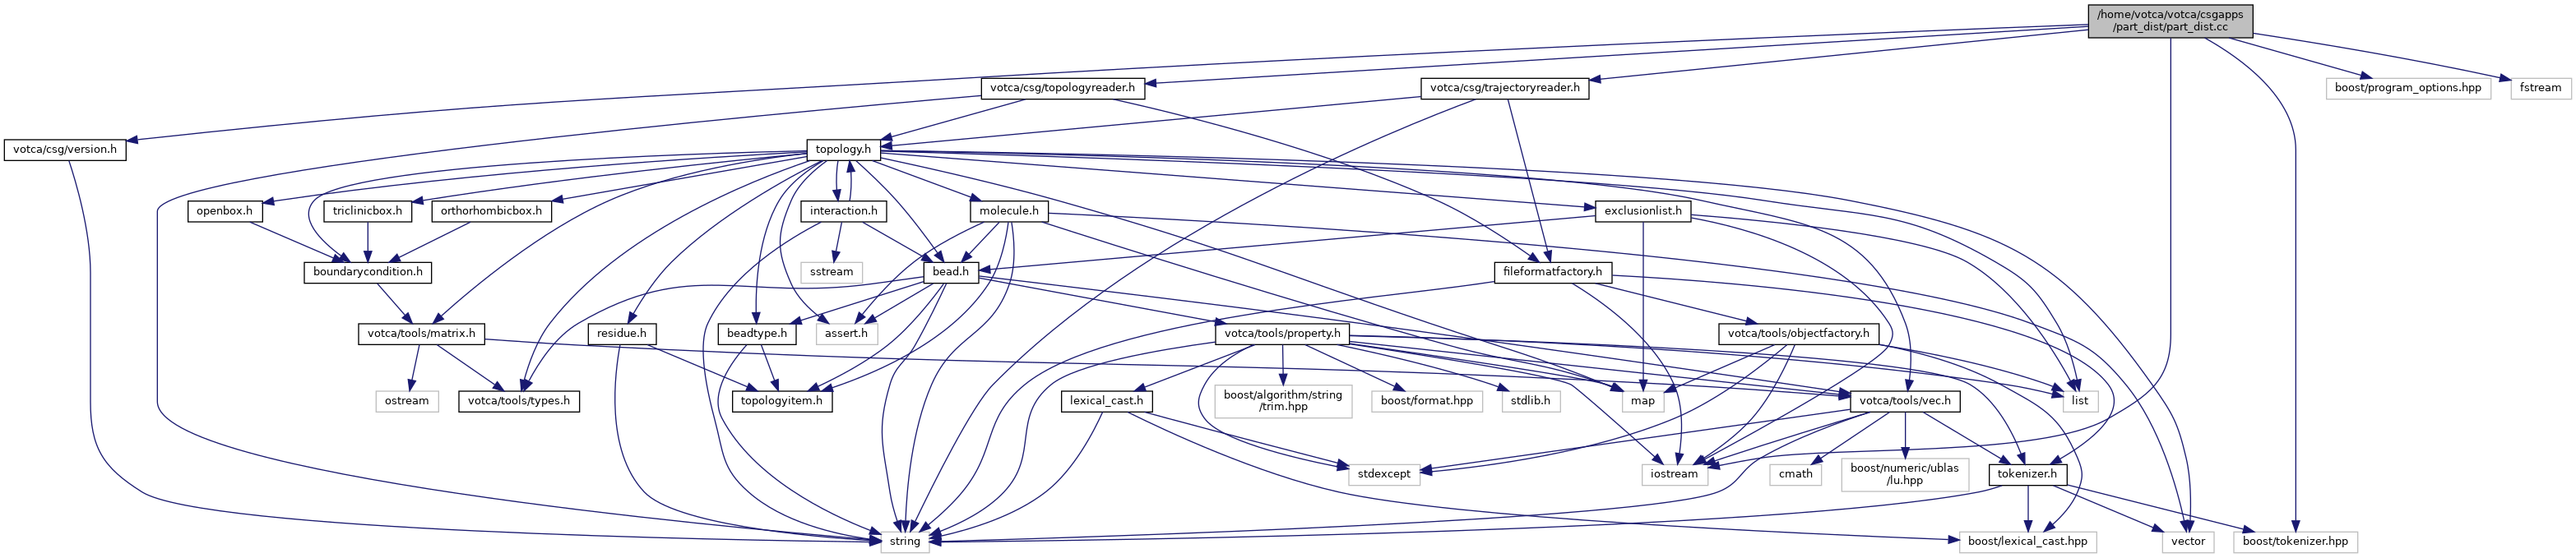 /home/votca/votca/csgapps
/part_dist/part_dist.cc
votca/csg/topologyreader.h
votca/csg/trajectoryreader.h
boost/program_options.hpp
fstream
votca/csg/version.h
topology.h
openbox.h
triclinicbox.h
orthorhombicbox.h
interaction.h
molecule.h
exclusionlist.h
boundarycondition.h
sstream
bead.h
fileformatfactory.h
votca/tools/matrix.h
residue.h
beadtype.h
assert.h
votca/tools/property.h
votca/tools/objectfactory.h
ostream
votca/tools/types.h
topologyitem.h
lexical_cast.h
boost/algorithm/string
/trim.hpp
boost/format.hpp
stdlib.h
map
votca/tools/vec.h
list
stdexcept
iostream
cmath
boost/numeric/ublas
/lu.hpp
tokenizer.h
string
boost/lexical_cast.hpp
vector
boost/tokenizer.hpp